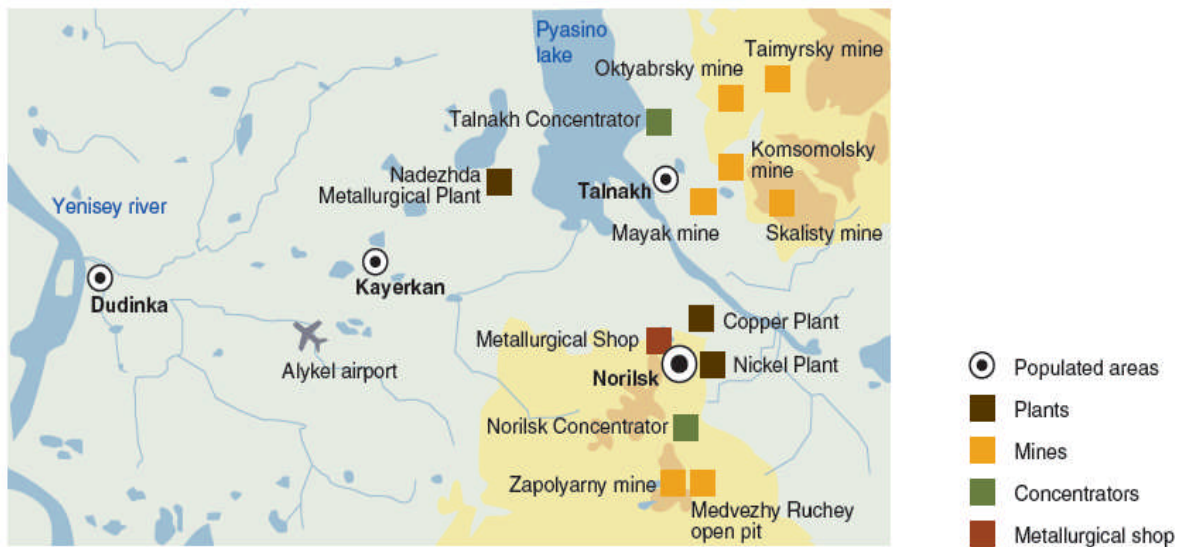 Pyasino
lake
Taimyrsky mine
Oktyabrsky mine
Talnakh Concentrator
Komsomolsky
mine
Nadezhda
Metallurgical Plant
Talnakh
Yenisey river
Mayak mine
Skalisty mine
Kayerkan
Dudinka
Copper Plant
Metallurgical Shop
Alykel airport
Norilsk
Nickel Plant
Norilsk Concentrator
Zapolyarny mine
Medvezhy Ruchey
open pit
Populated areas
Plants
Mines
Concentrators
Metallurgical shop